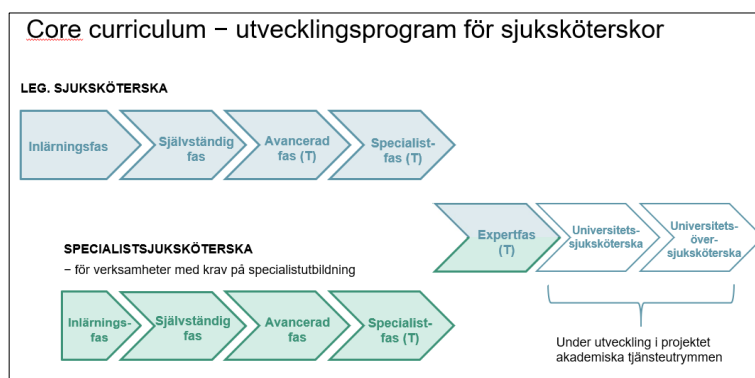 Core curriculum – utvecklingsprogram för sjuksköterskor
LEG. SJUKSKÖTERSKA
Inlärningsfas
Självständig
fas
Avancerad
fas (T)
Specialist-
fas (T)
Expertfas
(T)
Universitets-
sjuksköterska
Universitets-
över-
sjuksköterska
SPECIALISTSJUKSKÖTERSKA
– för verksamheter med krav på specialistutbildning
Inlärnings-
fas
Självständig
fas
Avancerad
fas
Specialist-
fas (T)
Under utveckling i projektet
akademiska tjänsteutrymmen